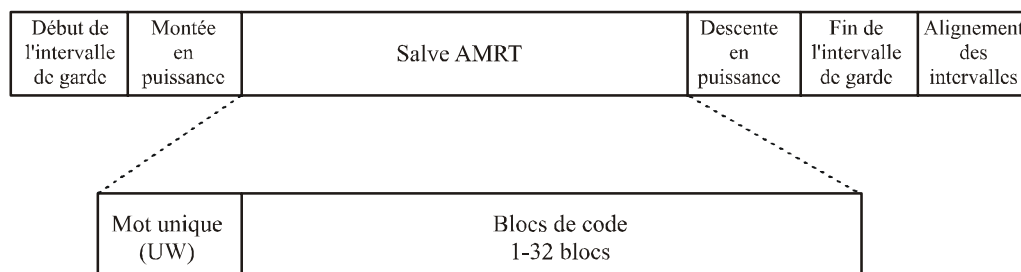 Début de
l'intervalle
de garde
Montée
en
puissance
Salve AMRT
Descente
en
puissance
Fin de
l'intervalle
de garde
Alignement
des
intervalles
Mot unique
(UW)
Blocs de code
1-32 blocs